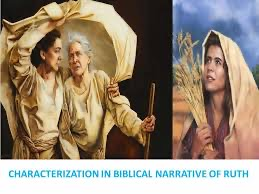 CHARACTERIZATION IN BIBLICAL NARRATIVE OF RUTH